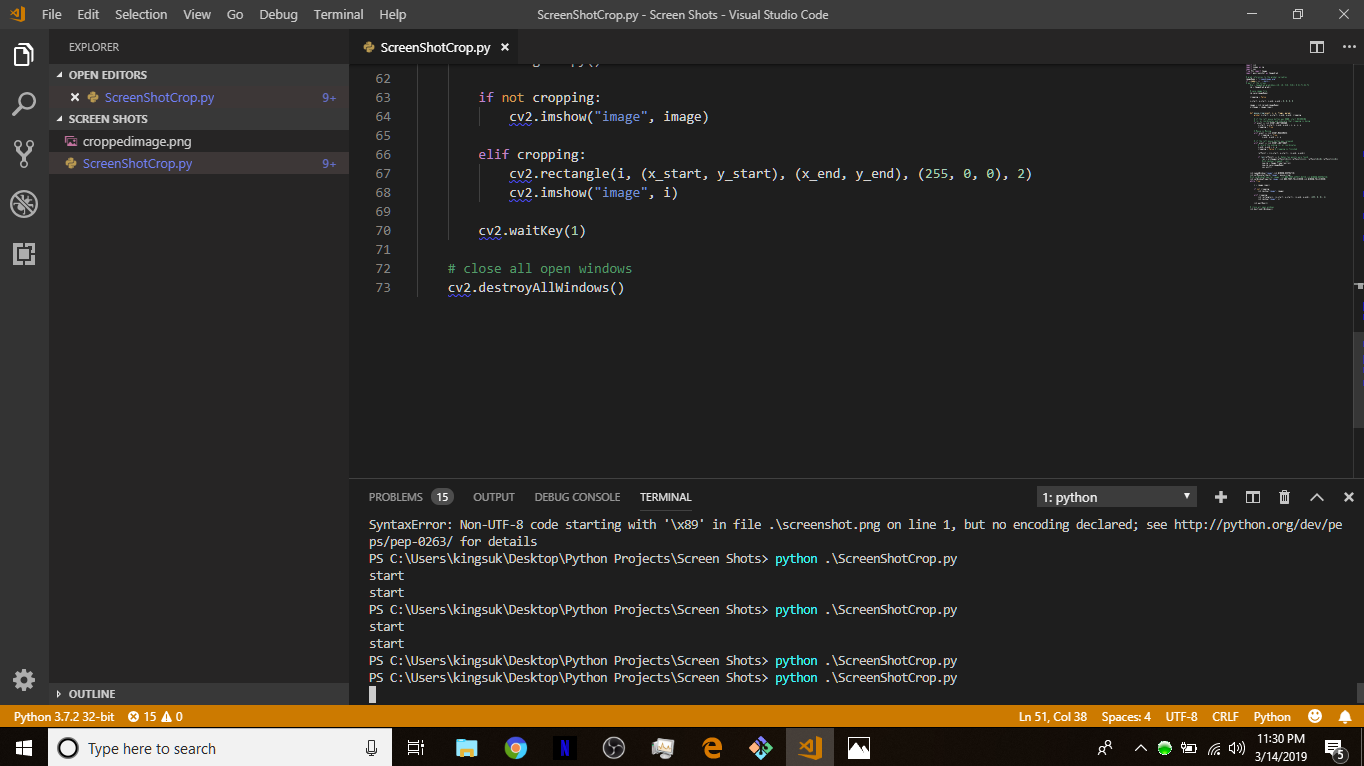 File Edit Selection View Go Debug Terminal Help
ScreenShotCrop.py - Screen Shots - Visual Studio Code
EXPLORER
OPEN EDITORS
ScreenShotCrop.py 9+
SCREEN SHOTS
croppedimage.png
ScreenShotCrop.py 9+
OUTLINE
ScreenShotCrop.py
62
63 if not cropping:
64 cv2.imshow("image", image)
65
66 elif cropping:
67 cv2.rectangle(i, (x_start, y_start), (x_end, y_end), (255, 0, 0), 2)
68 cv2.imshow("image", i)
69
70 cv2.waitKey(1)
71
72 # close all open windows
73 cv2.destroyAllWindows()
PROBLEMS 15 OUTPUT DEBUG CONSOLE TERMINAL 1: python
SyntaxError: Non-UTF-8 code starting with '\x89' in file .\screenshot.png on line 1, but no encoding declared; see http://python.org/dev/pe
ps/pep-0263/ for details
PS C:\Users\kingsuk\Desktop\Python Projects\Screen Shots> python .\ScreenShotCrop.py
start
start
PS C:\Users\kingsuk\Desktop\Python Projects\Screen Shots> python .\ScreenShotCrop.py
start
start
PS C:\Users\kingsuk\Desktop\Python Projects\Screen Shots> python .\ScreenShotCrop.py
PS C:\Users\kingsuk\Desktop\Python Projects\Screen Shots> python .\ScreenShotCrop.py
Python 3.7.2 32-bit 15 0 Ln 51, Col 38 Spaces: 4 UTF-8 CRLF Python
Type here to search
11:30 PM
3/14/2019
5